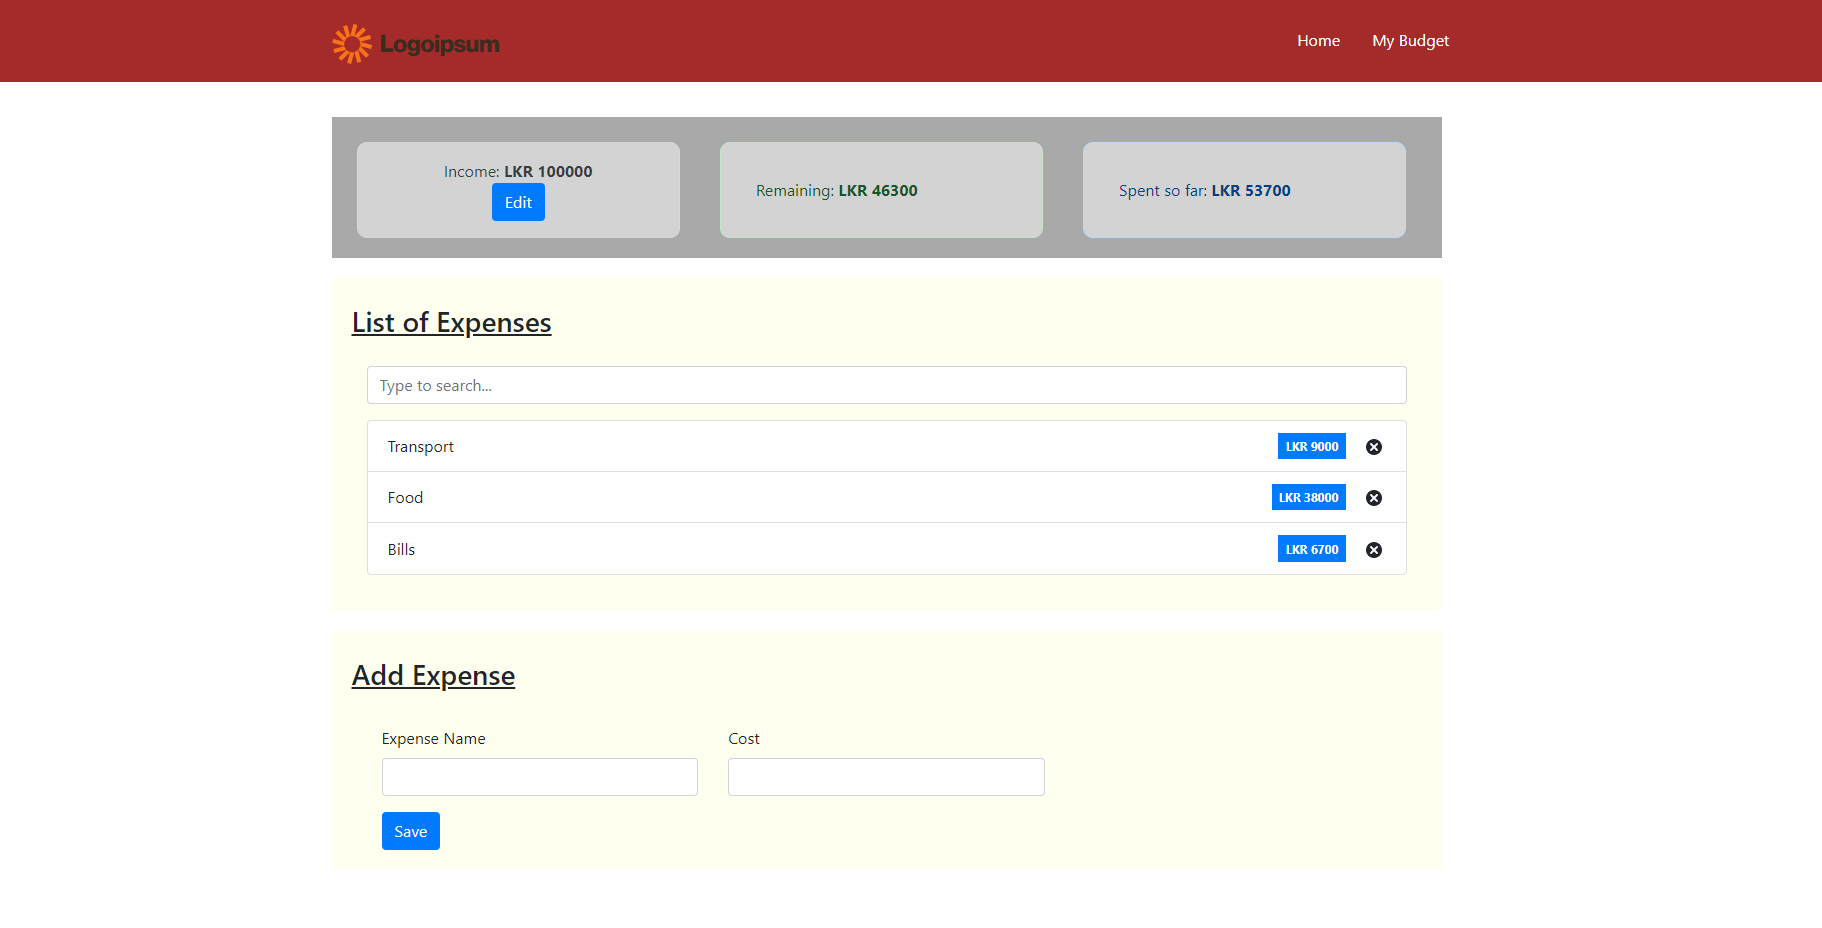 Logoipsum
Home
My Budget
Income: LKR 100000
Edit
Remaining: LKR 46300
Spent so far: LKR 53700
List of Expenses
Type to search...
Transport
LKR 9000
Food
LKR 38000
Bills
LKR 6700
Add Expense
Expense Name
Cost
Save